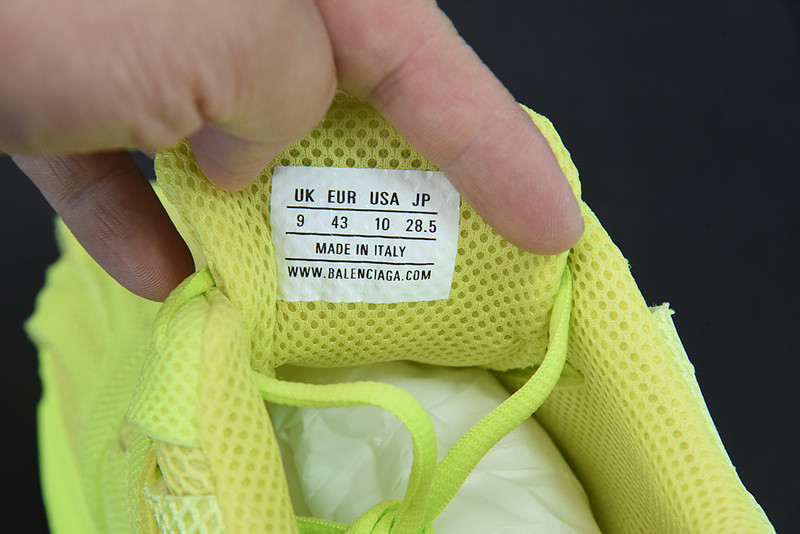 UK EUR USA JP
9 43 10 28.5
MADE IN ITALY
WWW.BALENCIAGA.COM